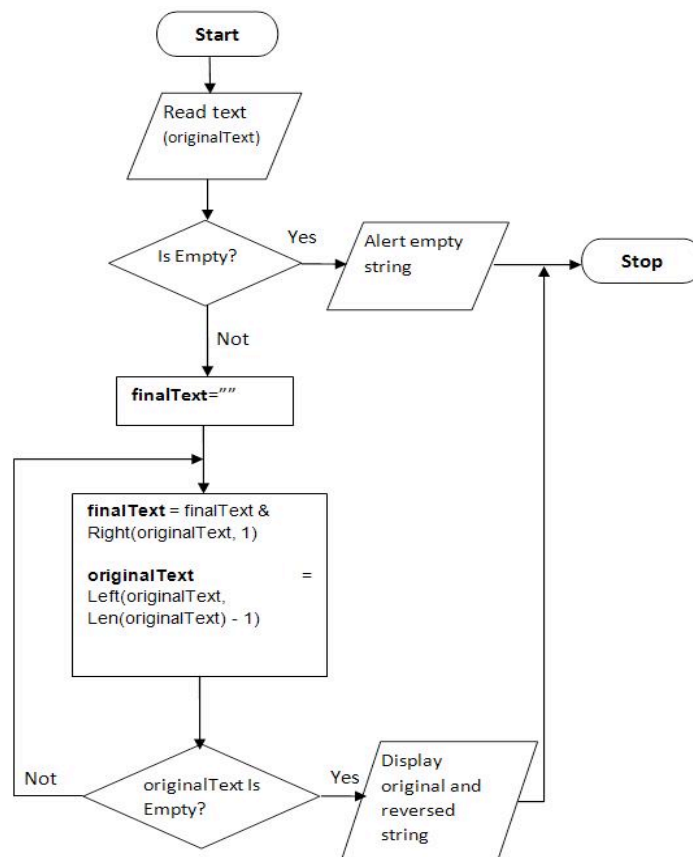 Start
Read text
(originalText)
Is Empty?
Yes
Alert empty
string
Stop
Not
finalText=””
finalText = finalText &
Right(originalText, 1)
originalText =
Left(originalText,
Len(originalText) - 1)
Not
originalText Is
Empty?
Yes
Display
original and
reversed
string